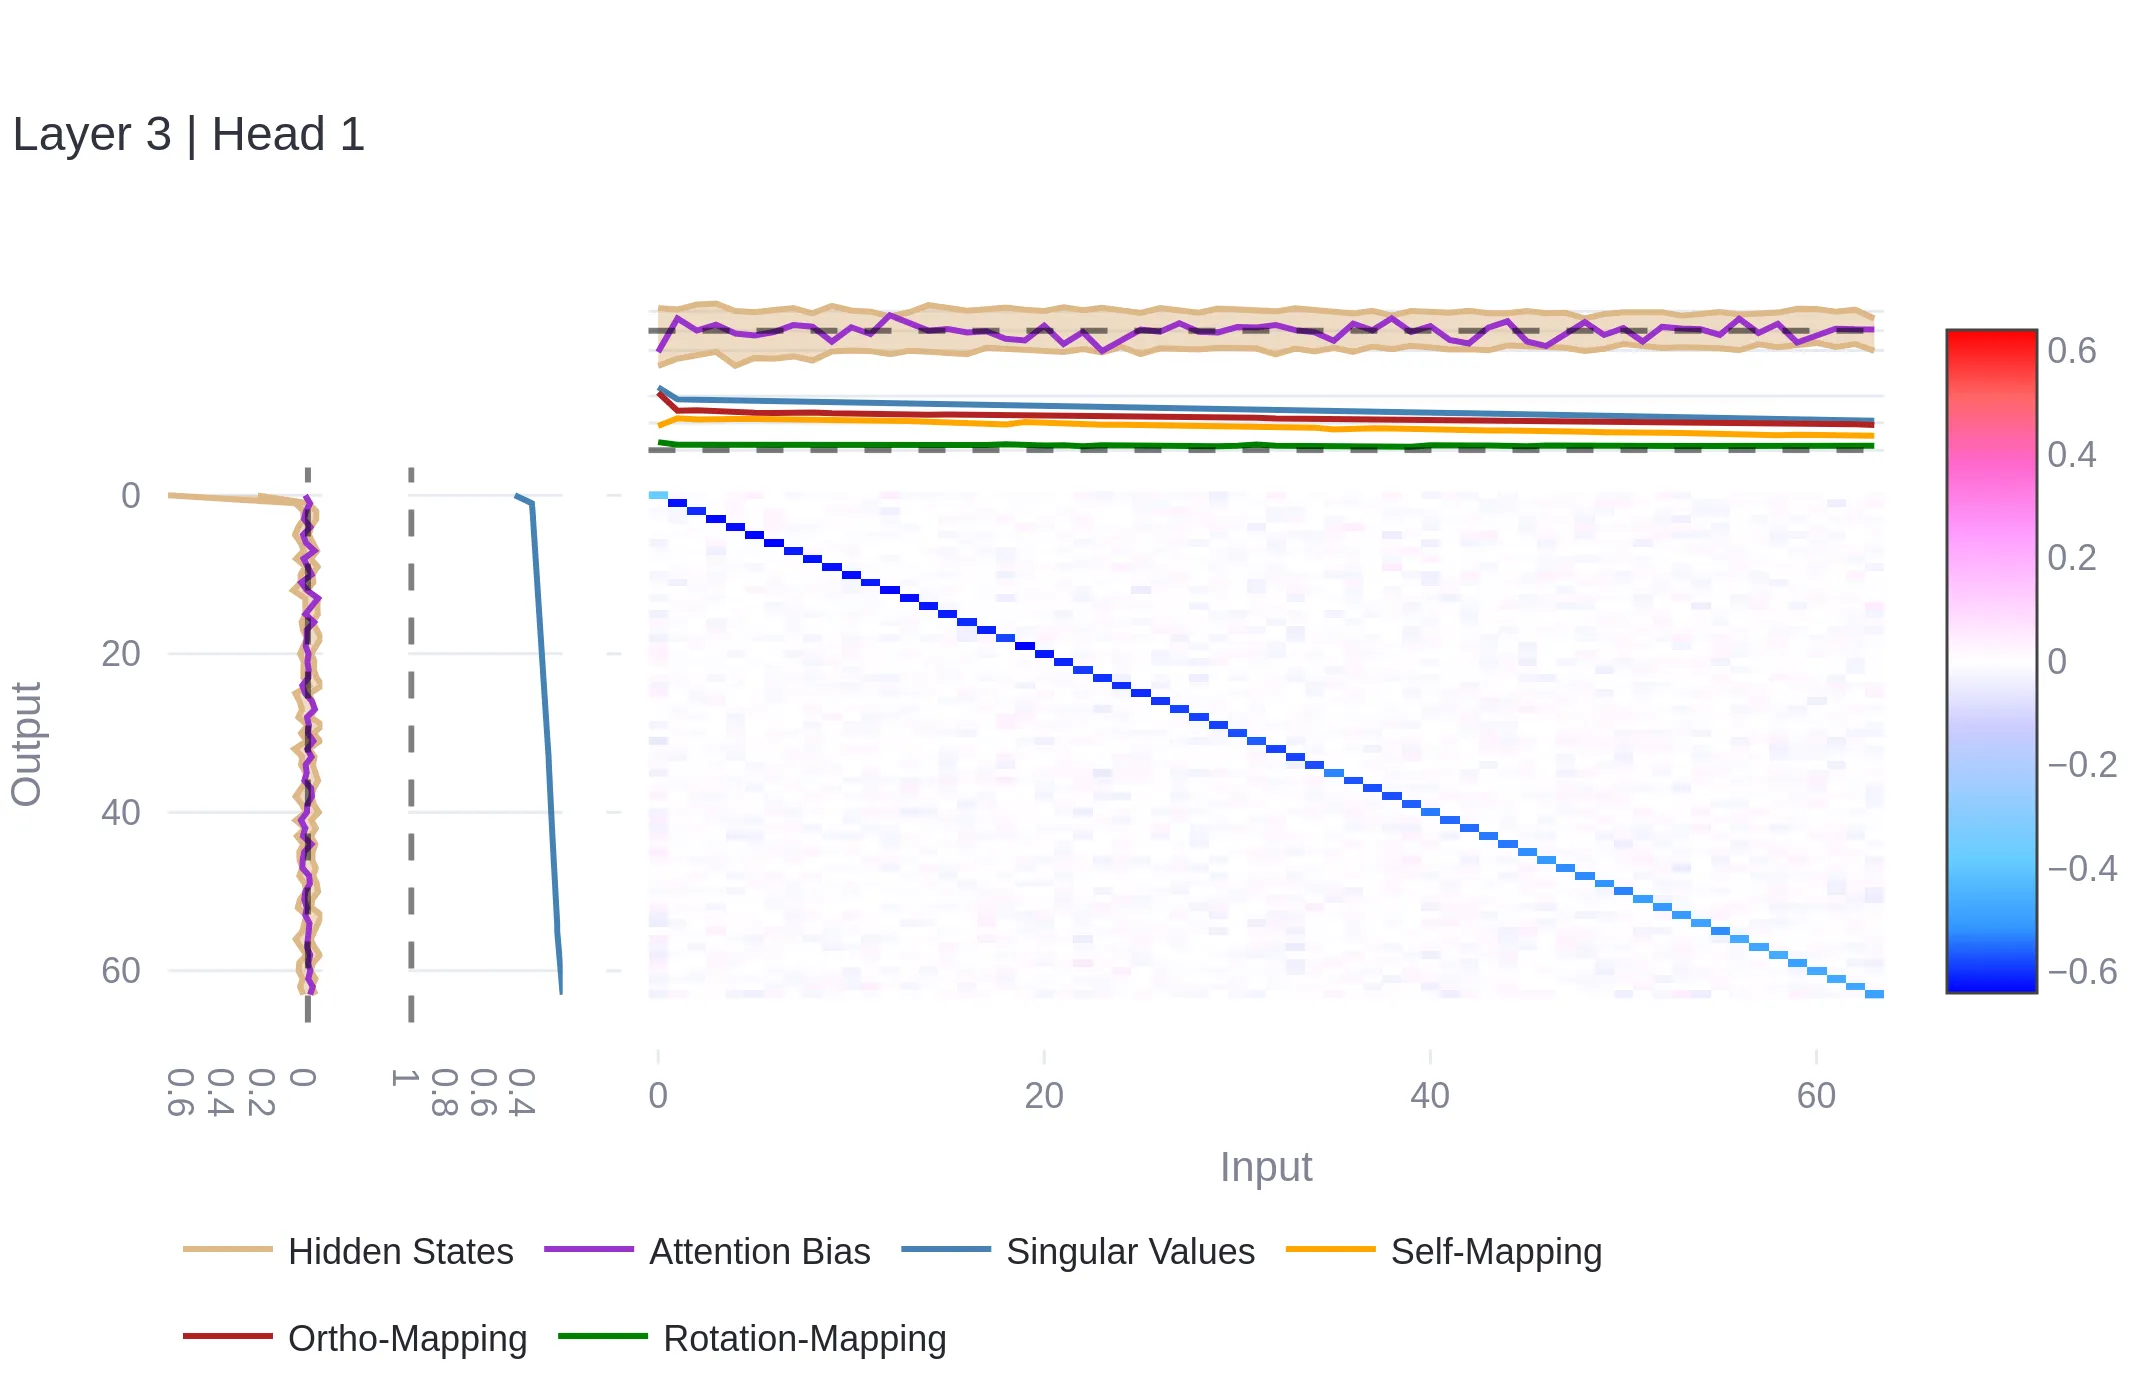 Layer 3 | Head 1
0
20
40
60
Output
0.6
0.4
0.2
0
1
0.8
0.6
0.4
0
20
40
60
Input
0.6
0.4
0.2
0
−0.2
−0.4
−0.6
Hidden States
Attention Bias
Singular Values
Self-Mapping
Ortho-Mapping
Rotation-Mapping